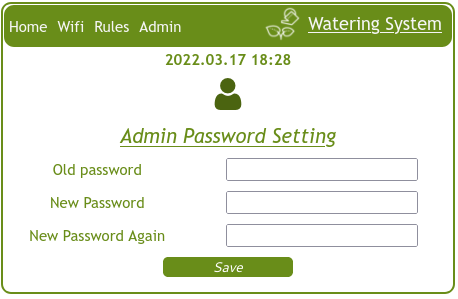 Home Wifi Rules Admin Watering System
2022.03.17 18:28
Admin Password Setting
Old password
New Password
New Password Again
Save